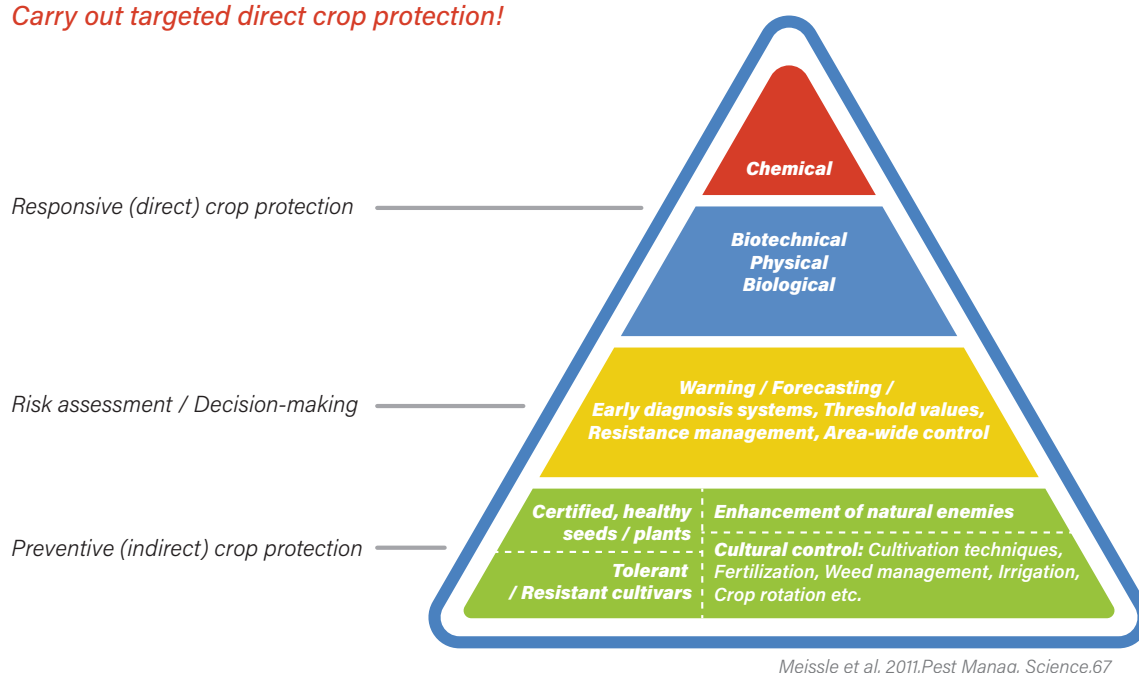 Carry out targeted direct crop protection!
Chemical
Responsive (direct) crop protection
Biotechnical
Physical
Biological
Risk assessment / Decision-making
Warning / Forecasting /
Early diagnosis systems, Threshold values,
Resistance management, Area-wide control
Preventive (indirect) crop protection
Certified, healthy
seeds / plants
Tolerant
/ Resistant cultivars
Enhancement of natural enemies
Cultural control: Cultivation techniques,
Fertilization, Weed management, Irrigation,
Crop rotation etc.
Meissle et al. 2011.Pest Manag. Science.67